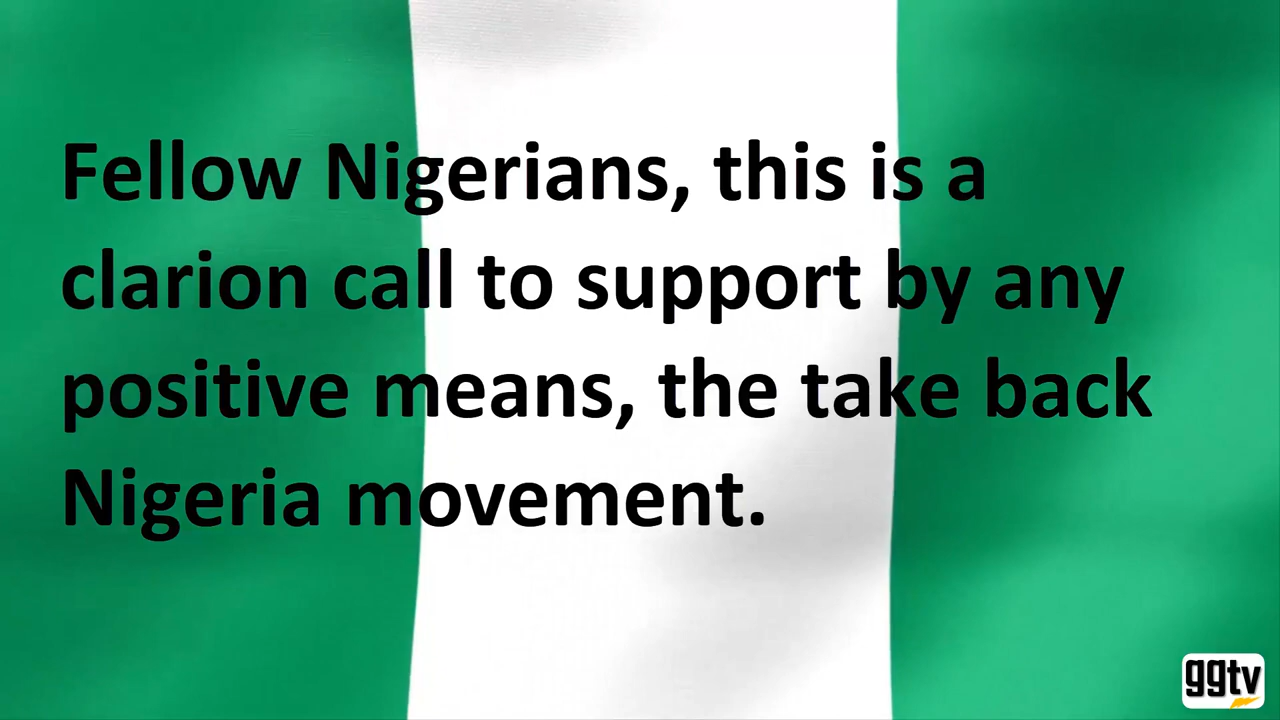 Fellow Nigerians, this is a
clarion call to support by any
positive means, the take back
Nigeria movement.
ggtv